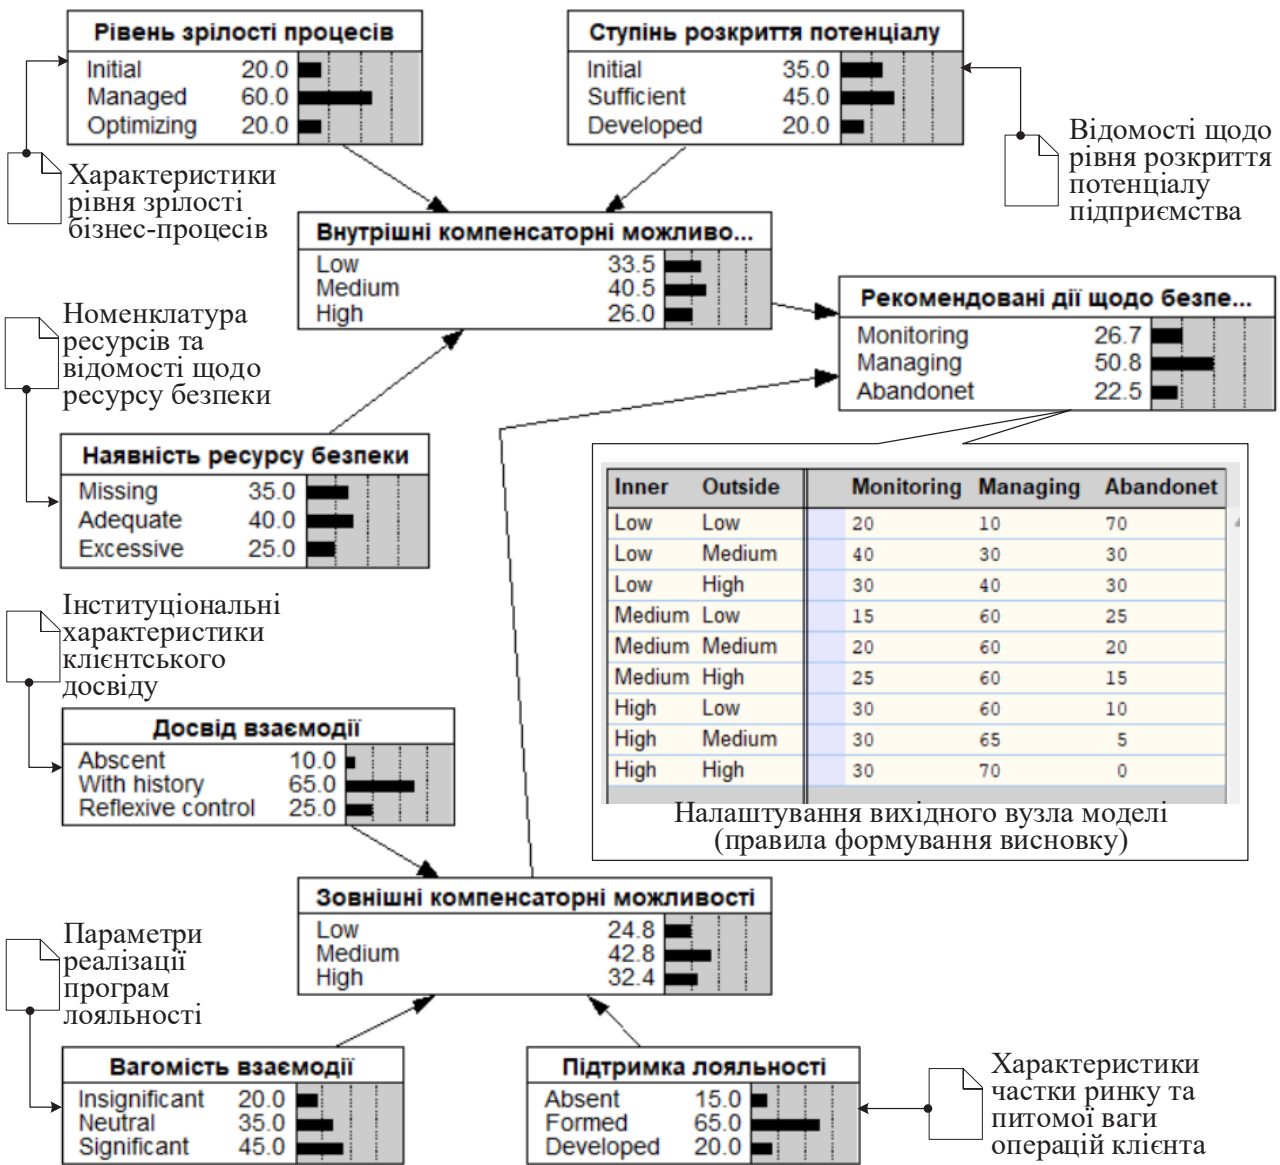 Рівень зрілості процесів
Initial 20.0
Managed 60.0
Optimizing 20.0
Ступінь розкриття потенціалу
Initial 35.0
Sufficient 45.0
Developed 20.0
Характеристики
рівня зрілості
бізнес-процесів
Відомості щодо
рівня розкриття
потенціалу
підприємства
Внутрішні компенсаторні можливо...
Low 33.5
Medium 40.5
High 26.0
Рекомендовані дії щодо безпе...
Monitoring 26.7
Managing 50.8
Abandonet 22.5
Номенклатура
ресурсів та
відомості щодо
ресурсу безпеки
Наявність ресурсу безпеки
Missing 35.0
Adequate 40.0
Excessive 25.0
Inner Outside Monitoring Managing Abandonet
Low Low 20 10 70
Low Medium 40 30 30
Low High 30 40 30
Medium Low 15 60 25
Medium Medium 20 60 20
Medium High 25 60 15
High Low 30 60 10
High Medium 30 65 5
High High 30 70 0
Налаштування вихідного вузла моделі
(правила формування висновку)
Інституціональні
характеристики
клієнтського
досвіду
Досвід взаємодії
Abscent 10.0
With history 65.0
Reflexive control 25.0
Зовнішні компенсаторні можливості
Low 24.8
Medium 42.8
High 32.4
Параметри
реалізації
програм
лояльності
Вагомість взаємодії
Insignificant 20.0
Neutral 35.0
Significant 45.0
Підтримка лояльності
Absent 15.0
Formed 65.0
Developed 20.0
Характеристики
частки ринку та
питомої ваги
операцій клієнта